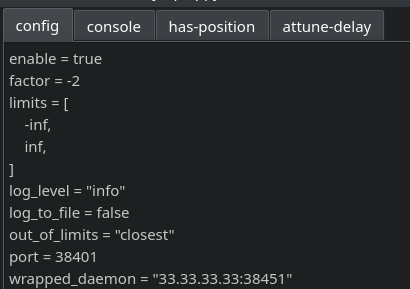 config console has-position attune-delay
enable = true
factor = -2
limits = [
    -inf,
    inf,
]
log_level = "info"
log_to_file = false
out_of_limits = "closest"
port = 38401
wrapped_daemon = "33.33.33.33:38451"